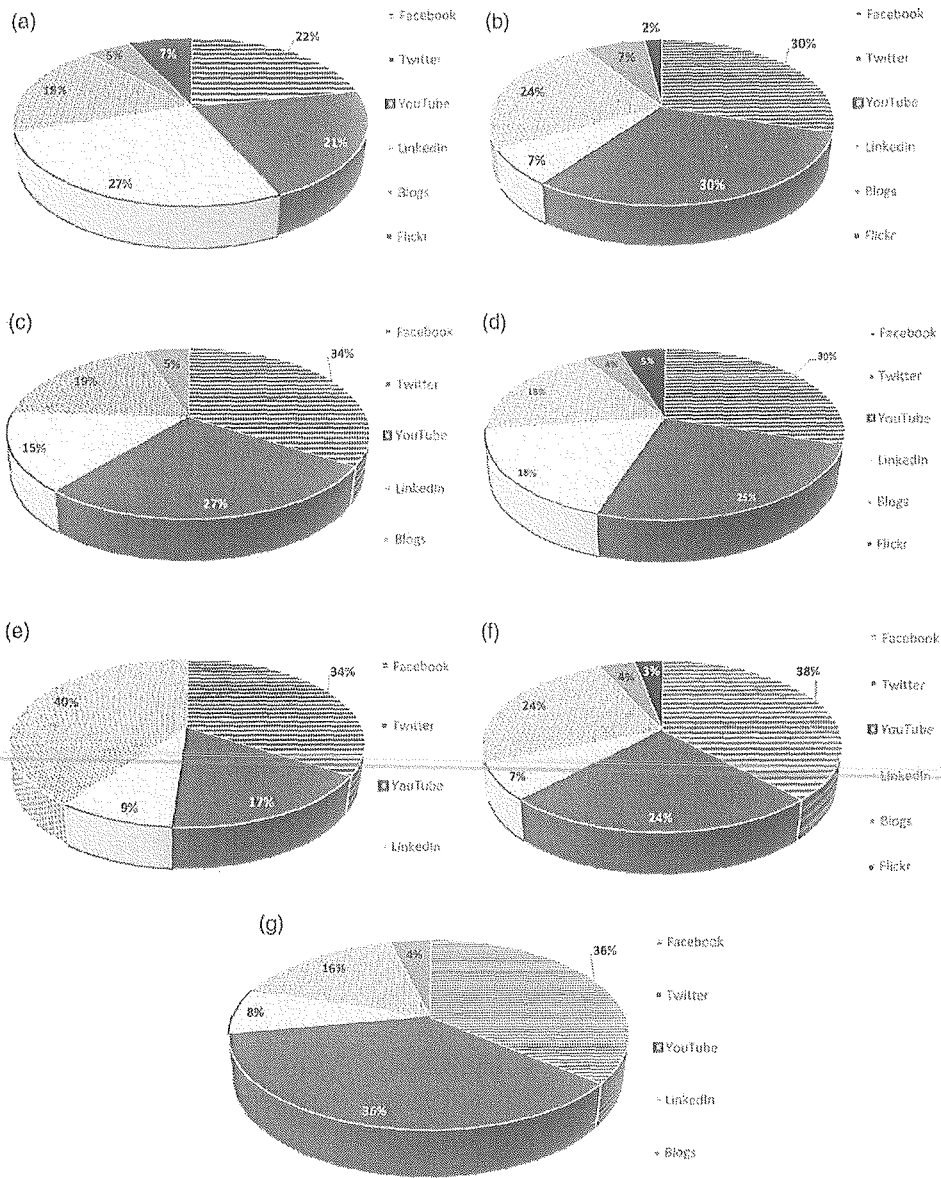 (a)
22%
21%
27%
18%
5%
7%
Facebook
Twitter
YouTube
LinkedIn
Blogs
Flickr
(b)
30%
30%
7%
24%
7%
2%
Facebook
Twitter
YouTube
LinkedIn
Blogs
Flickr
(c)
34%
27%
15%
19%
5%
Facebook
Twitter
YouTube
LinkedIn
Blogs
(d)
30%
25%
18%
18%
4%
5%
Facebook
Twitter
YouTube
LinkedIn
Blogs
Flickr
(e)
34%
17%
9%
40%
Facebook
Twitter
YouTube
LinkedIn
(f)
38%
24%
7%
24%
4%
3%
Facebook
Twitter
YouTube
LinkedIn
Blogs
Flickr
(g)
36%
36%
8%
16%
4%
Facebook
Twitter
YouTube
LinkedIn
Blogs